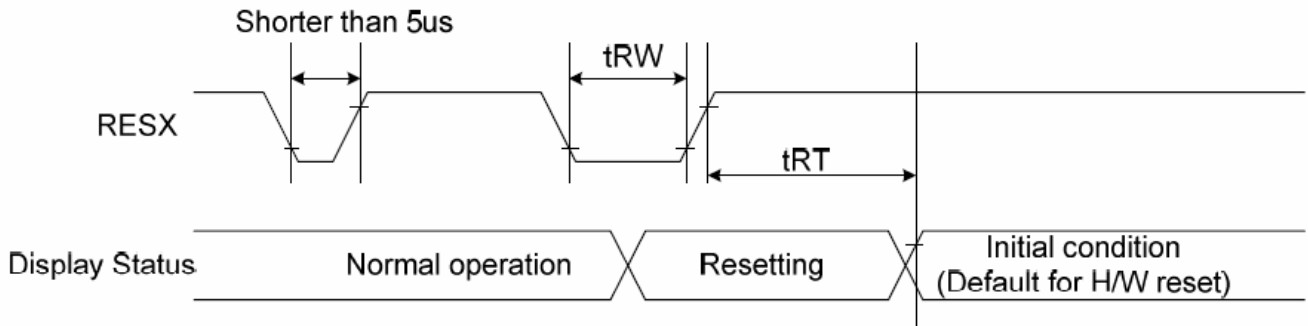 Shorter than 5us
tRW
RESX
tRT
Display Status
Normal operation
Resetting
Initial condition
(Default for H/W reset)